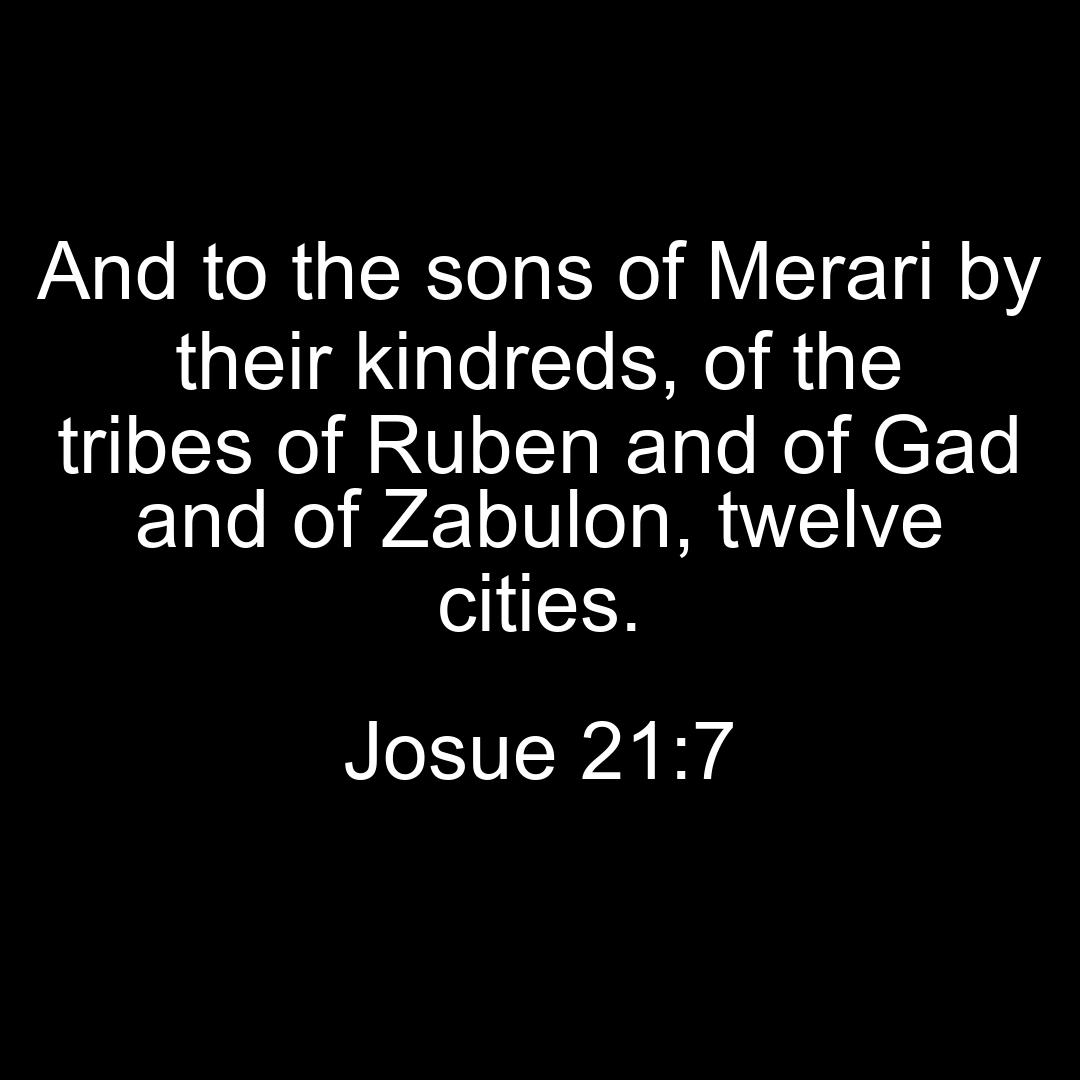 And to the sons of Merari by
their kindreds, of the
tribes of Ruben and of Gad
and of Zabulon, twelve
cities.
Josue 21:7